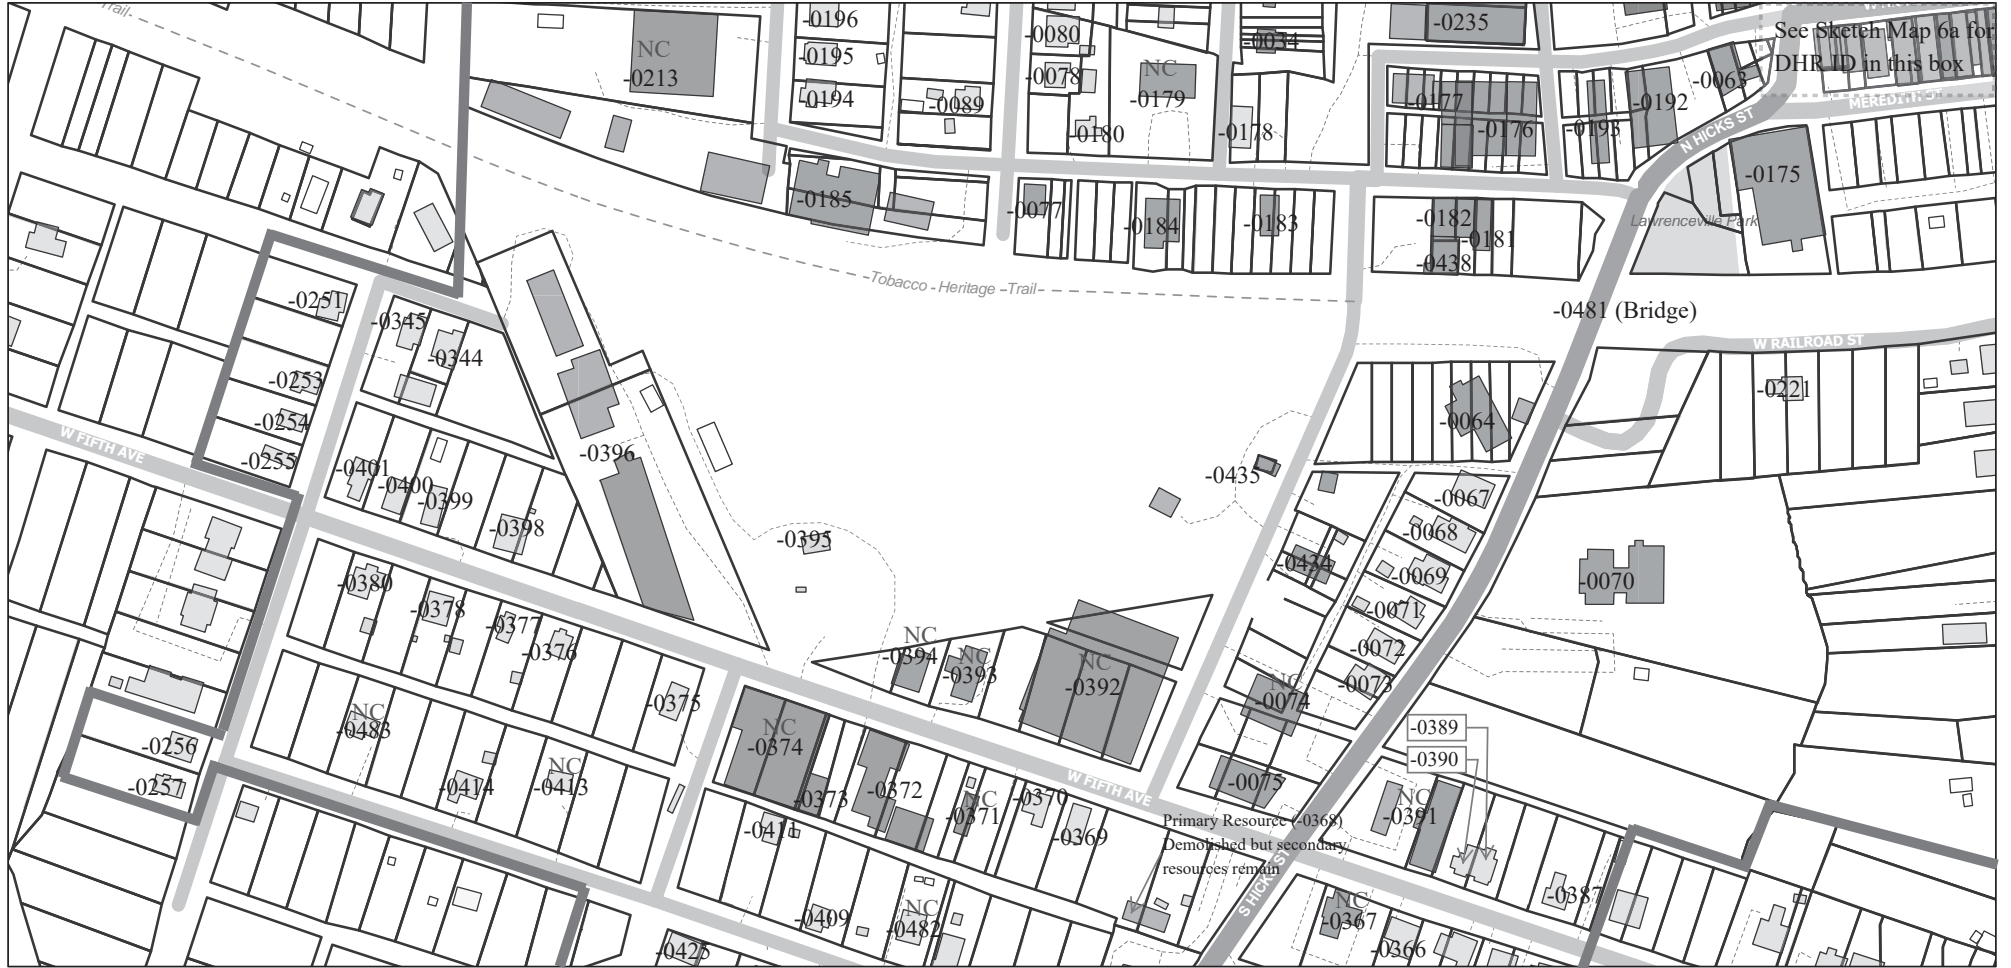 Trail
-0196
-0195
-0194
NC
-0213
-0089
-0080
-0078
NC
-0179
-0180
-0034
-0178
-0235
-0177
-0176
-0193
-0192
-0063
See Sketch Map 6a for
DHR ID in this box
MEREDITH ST
N HICKS ST
-0175
Lawrenceville Park
-0185
-0077
-0184
-0183
-0182
-0181
-0438
Tobacco - Heritage - Trail
-0481 (Bridge)
W RAILROAD ST
-0221
-0251
-0345
-0344
-0253
-0254
-0255
W FIFTH AVE
-0401
-0400
-0399
-0398
-0396
-0395
-0435
-0064
-0067
-0068
-0069
-0071
-0072
-0073
-0434
-0070
NC
-0074
-0075
-0380
-0378
-0377
-0376
-0375
NC
-0394
NC
-0393
NC
-0392
NC
-0483
-0414
NC
-0413
-0256
-0257
NC
-0374
-0373
-0372
NC
-0371
-0370
-0369
W FIFTH AVE
-0411
-0409
NC
-0482
-0425
Primary Resource (-0368)
Demolished but secondary
resources remain
S HICKS ST
-0389
-0390
NC
-0391
-0387
NC
-0367
-0366